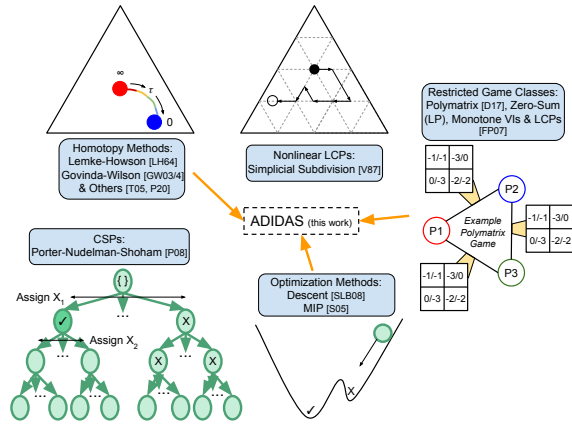 ∞
τ
0
Homotopy Methods:
Lemke-Howson [LH64]
Govinda-Wilson [GW03/4]
& Others [T05, P20]
Nonlinear LCPs:
Simplicial Subdivision [V87]
Restricted Game Classes:
Polymatrix [D17], Zero-Sum
(LP), Monotone VIs & LCPs
[FP07]
-1/-1 -3/0
0/-3 -2/-2
P2
-1/-1 -3/0
0/-3 -2/-2
P1
Example
Polymatrix
Game
P3
-1/-1 -3/0
0/-3 -2/-2
ADIDAS (this work)
CSPs:
Porter-Nudelman-Shoham [P08]
{ }
Assign X1
...
✓
X
Assign X2
...
...
X
X
...
...
Optimization Methods:
Descent [SLB08]
MIP [S05]
X
✓